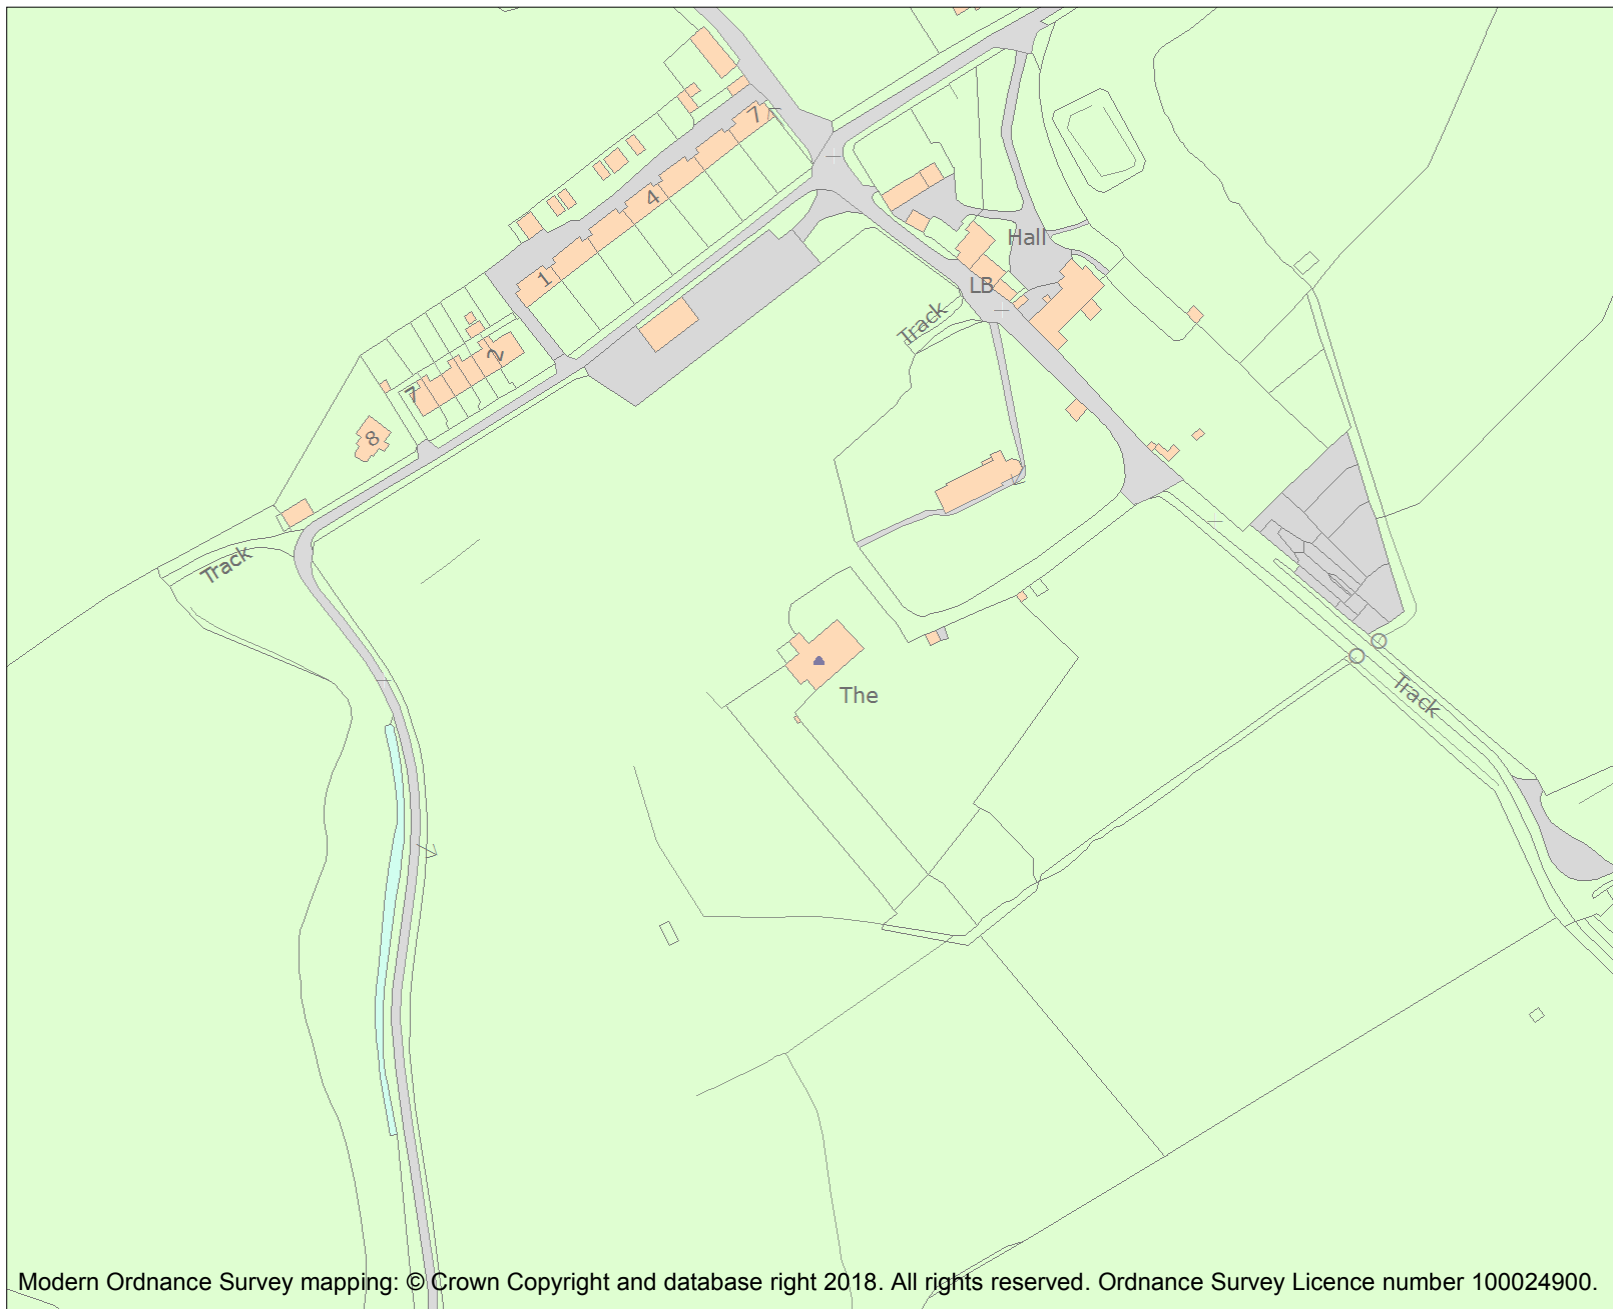 7
4
Hall
1
LB
Track
2
7
8
Track
The
Track
Modern Ordnance Survey mapping: © Crown Copyright and database right 2018. All rights reserved. Ordnance Survey Licence number 100024900.